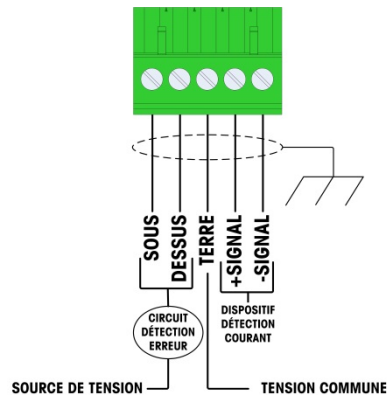 SOUS
DESSUS
TERRE
+SIGNAL
-SIGNAL
CIRCUIT
DÉTECTION
ERREUR
DISPOSITIF
DÉTECTION
COURANT
SOURCE DE TENSION
TENSION COMMUNE